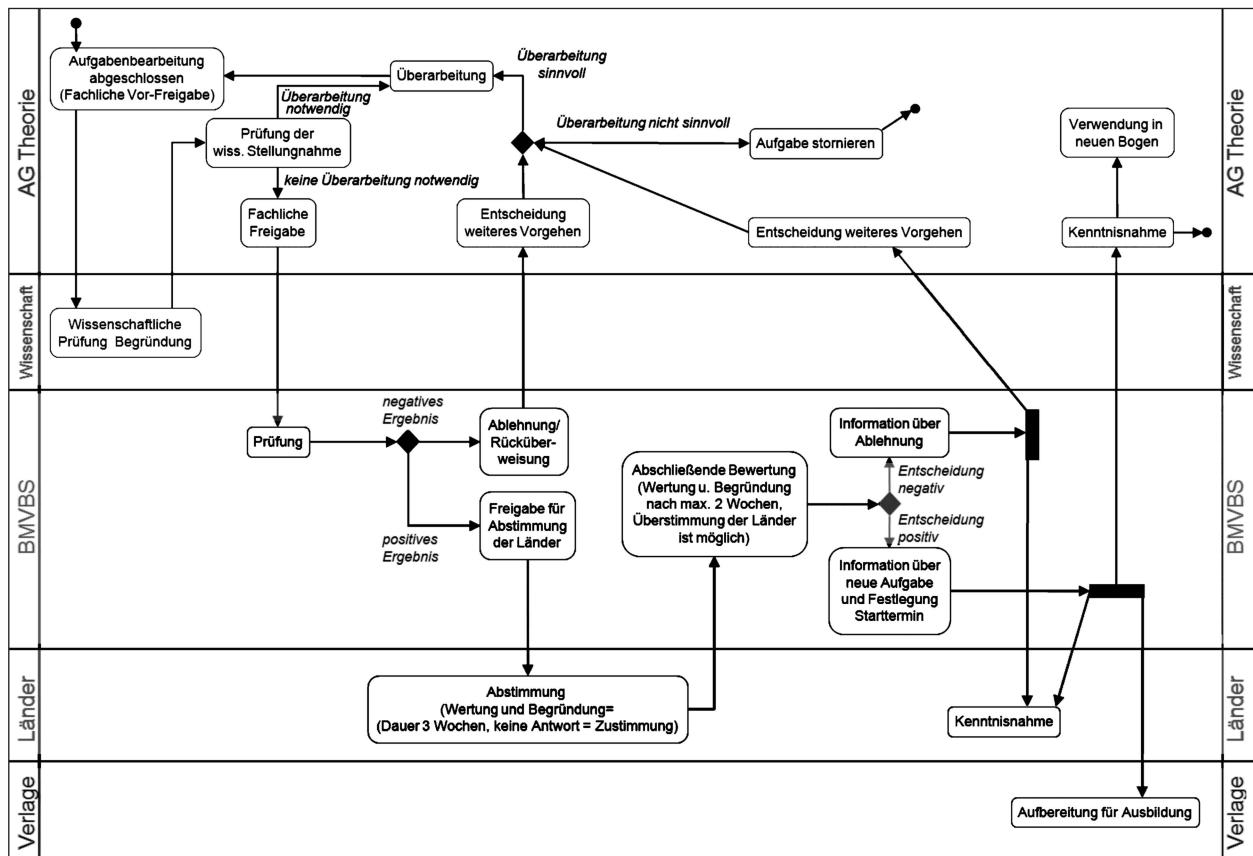 AG Theorie
Aufgabenbearbeitung
abgeschlossen
(Fachliche Vor-Freigabe)
Überarbeitung
Überarbeitung
sinnvoll
Überarbeitung
notwendig
Prüfung der
wiss. Stellungnahme
Überarbeitung nicht sinnvoll
Aufgabe stornieren
Verwendung in
neuen Bogen
keine Überarbeitung notwendig
Fachliche
Freigabe
Entscheidung
weiteres Vorgehen
Entscheidung weiteres Vorgehen
Kenntnisnahme
AG Theorie
Wissenschaft
Wissenschaftliche
Prüfung Begründung
Wissenschaft
BMVBS
Prüfung
negatives
Ergebnis
Ablehnung/
Rücküber-
weisung
positives
Ergebnis
Freigabe für
Abstimmung
der Länder
Abschließende Bewertung
(Wertung u. Begründung
nach max. 2 Wochen,
Überstimmung der Länder
ist möglich)
Information über
Ablehnung
Entscheidung
negativ
Entscheidung
positiv
Information über
neue Aufgabe
und Festlegung
Starttermin
BMVBS
Länder
Abstimmung
(Wertung und Begründung=
(Dauer 3 Wochen, keine Antwort = Zustimmung)
Kenntnisnahme
Länder
Verlage
Aufbereitung für Ausbildung
Verlage